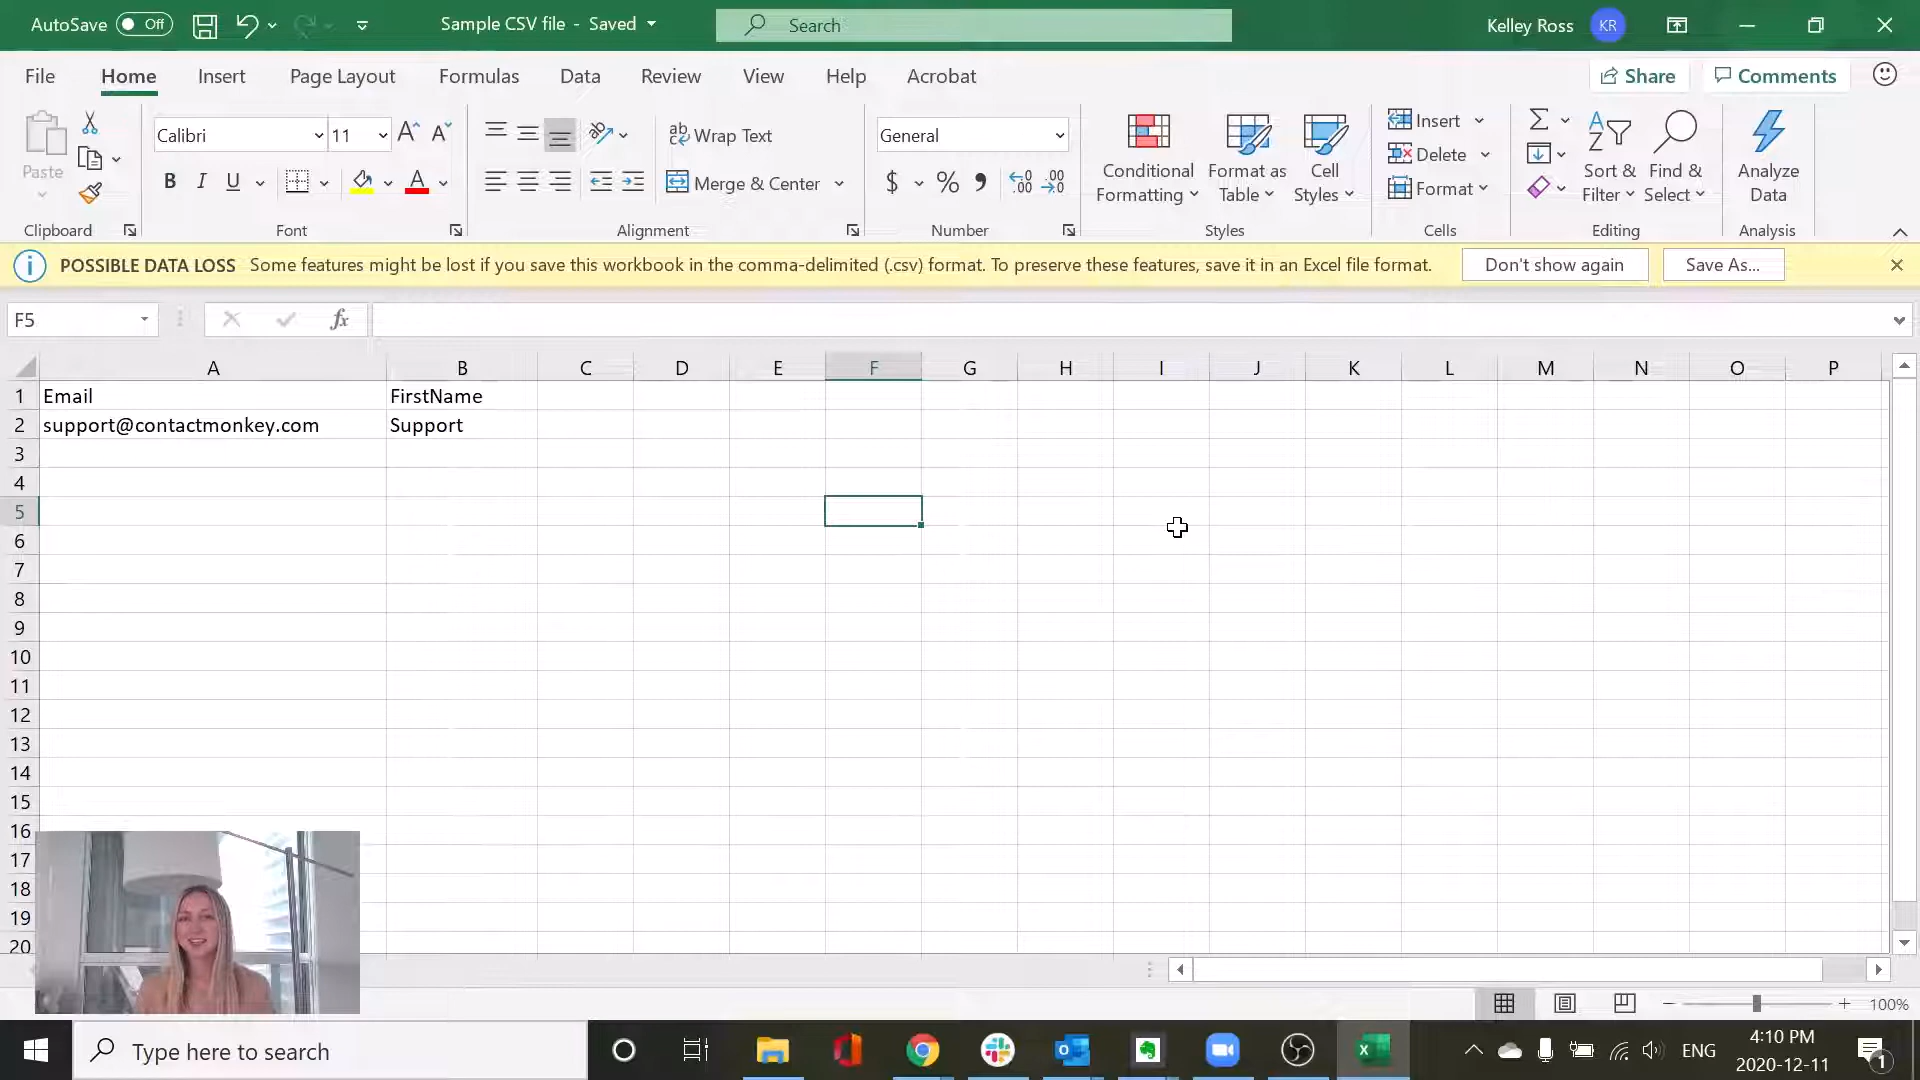 AutoSave Off Sample CSV file - Saved Search Kelley Ross KR
File Home Insert Page Layout Formulas Data Review View Help Acrobat Share Comments
Calibri 11 ab Wrap Text General Insert
Paste B I U A Merge & Center $ % Conditional Formatting Format as Table Cell Styles Delete Format Sort & Filter Find & Select Analyze Data
Clipboard Font Alignment Number Styles Cells Editing Analysis
POSSIBLE DATA LOSS Some features might be lost if you save this workbook in the comma-delimited (.csv) format. To preserve these features, save it in an Excel file format. Don't show again Save As...
F5 fx
A B C D E F G H I J K L M N O P
1 Email FirstName
2 support@contactmonkey.com Support
3
4
5
6
7
8
9
10
11
12
13
14
15
16
17
18
19
20
100%
Type here to search ENG 4:10 PM
2020-12-11 1